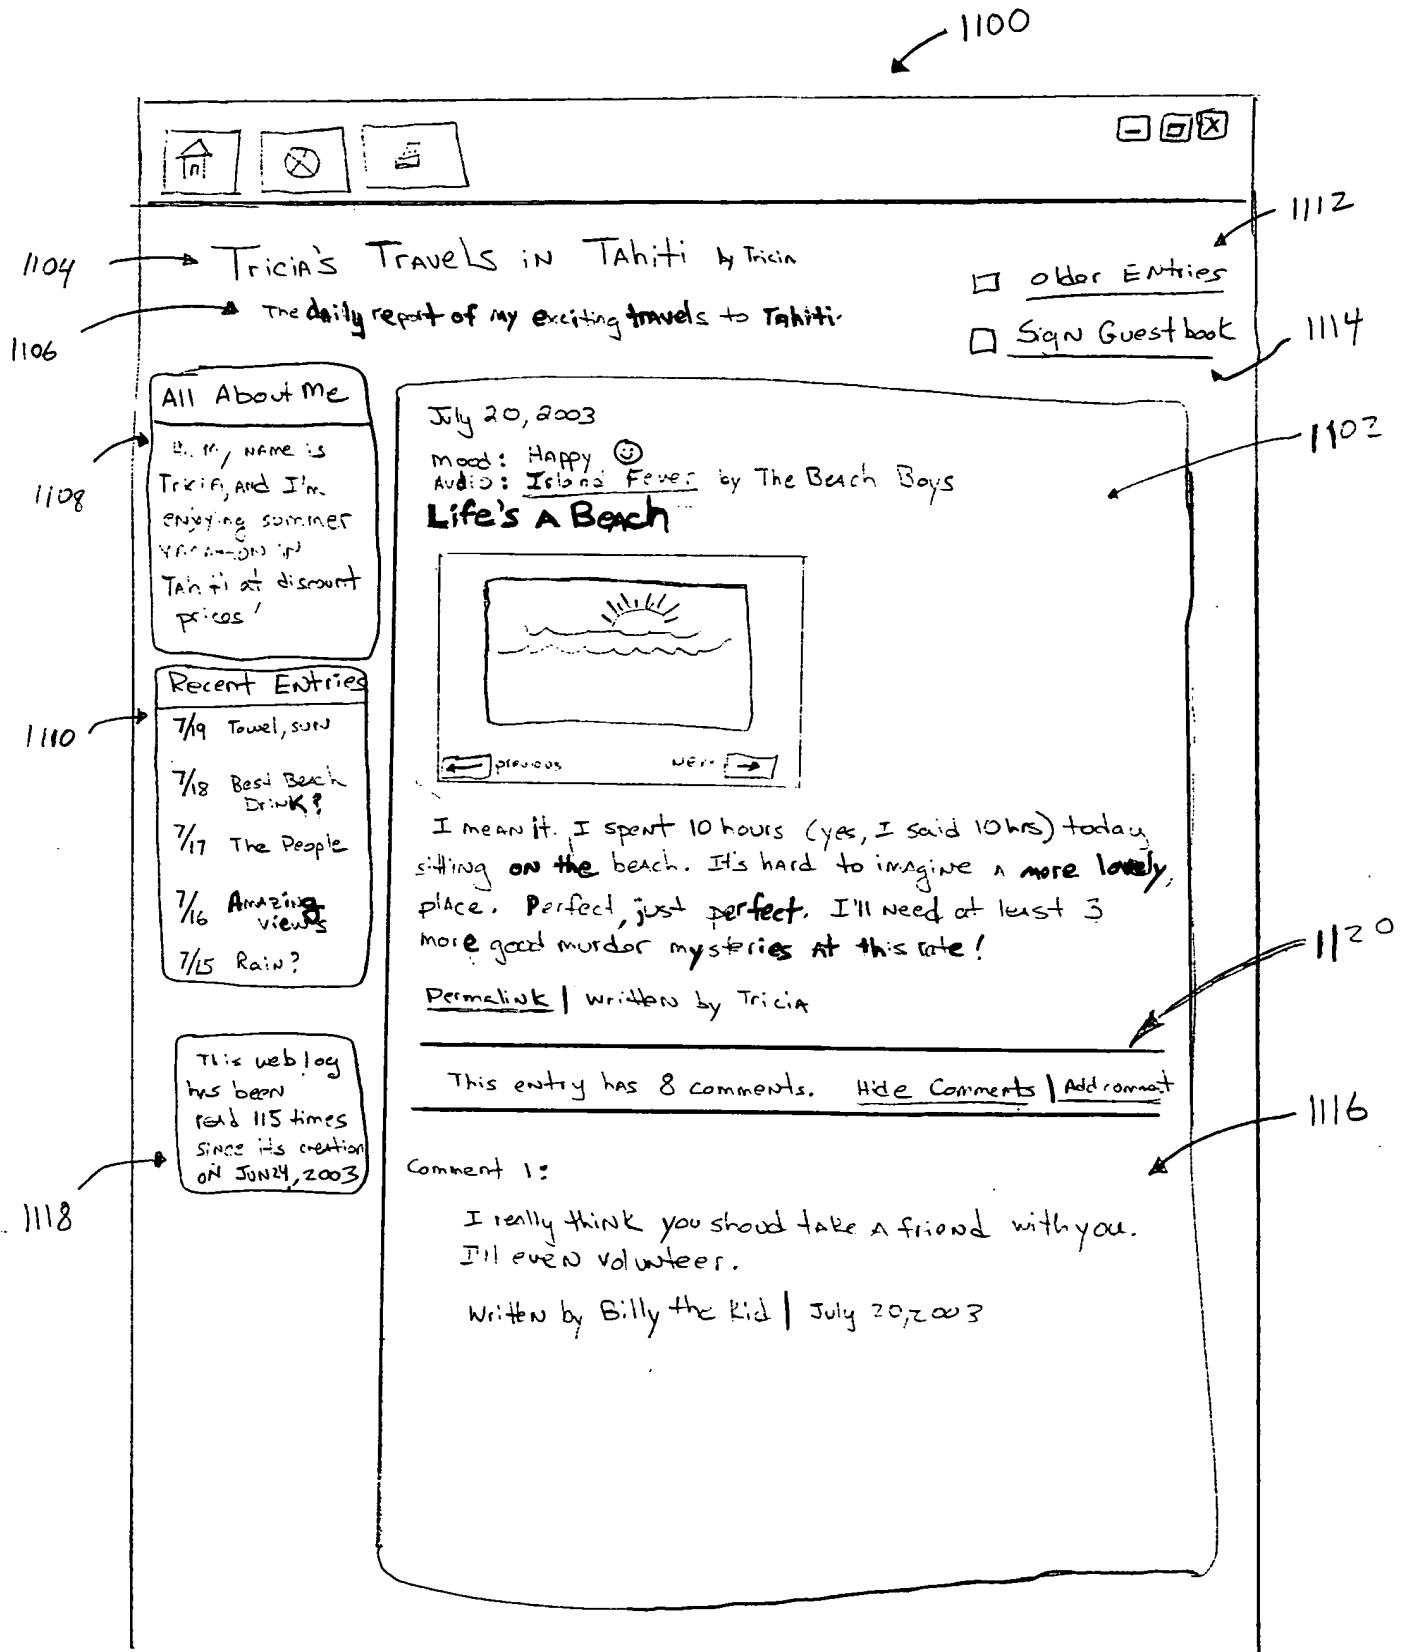 1100
1112
1104
Tricia's Travels in Tahiti by Tricia
Older Entries
The daily report of my exciting travels to Tahiti.
1106
Sign Guestbook
1114
All About Me
July 20, 2003
1102
Mood: Happy
Audio: Island Fever by The Beach Boys
Life's A Beach
1108
my name is
Tricia, and I'm
enjoying summer
vacation in
Tahiti at discount
prices!
Recent Entries
1110
7/19 Towel, sun
7/18 Best Beach
Drink?
7/17 The People
7/16 Amazing
views
7/15 Rain?
previous
I mean it. I spent 10 hours (yes, I said 10 hrs) today
sitting on the beach. It's hard to imagine a more lovely
place. Perfect, just perfect. I'll need at least 3
more good murder mysteries at this rate!
1120
Permalink | written by Tricia
This weblog
has been
read 115 times
since its creation
on Jun 24, 2003
This entry has 8 comments. Hide Comments | Add comment
1116
1118
Comment 1:
I really think you shoud take a friend with you.
I'll even volunteer.
Written by Billy the Kid | July 20, 2003